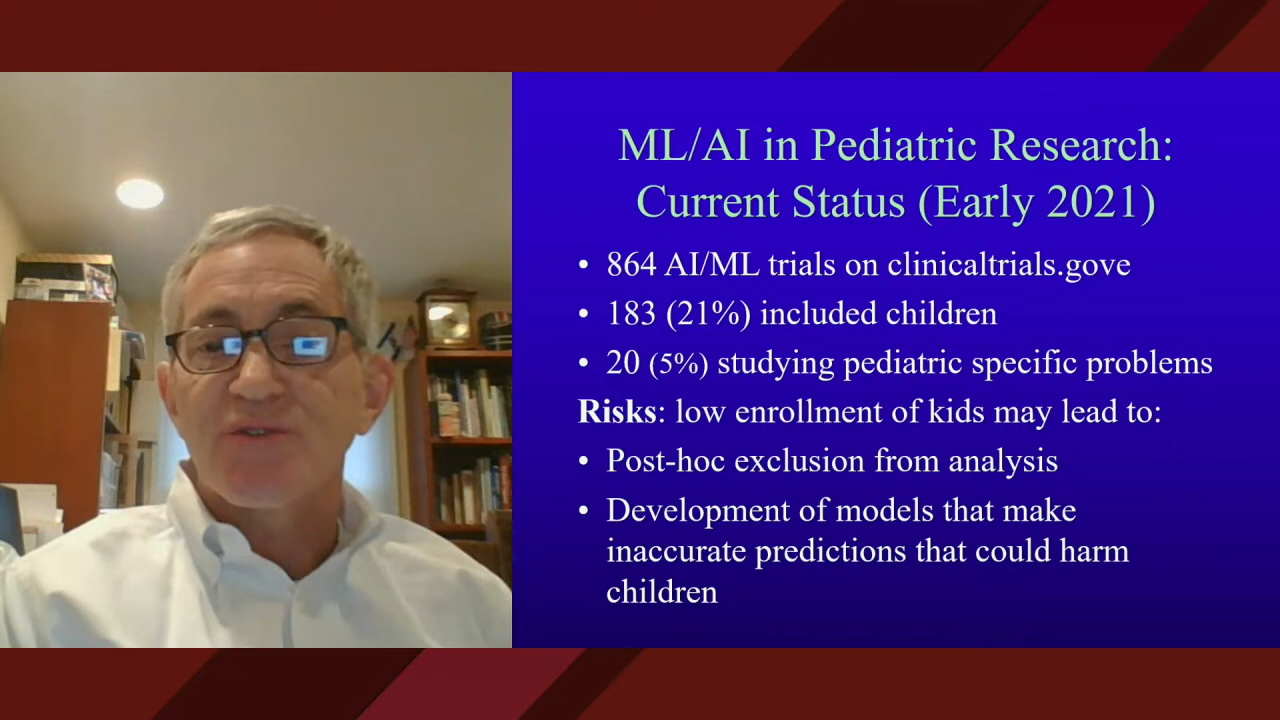 ML/AI in Pediatric Research:
Current Status (Early 2021)
• 864 AI/ML trials on clinicaltrials.gove
• 183 (21%) included children
• 20 (5%) studying pediatric specific problems
Risks: low enrollment of kids may lead to:
• Post-hoc exclusion from analysis
• Development of models that make
inaccurate predictions that could harm
children